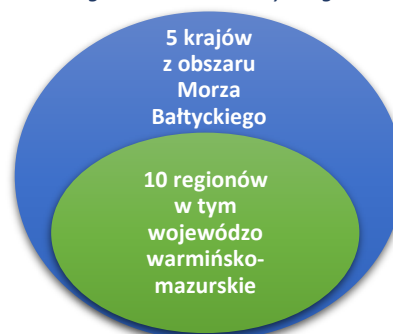 5 krajów
z obszaru
Morza
Bałtyckiego
10 regionów
w tym
wojewódzo
warmińsko-
mazurskie